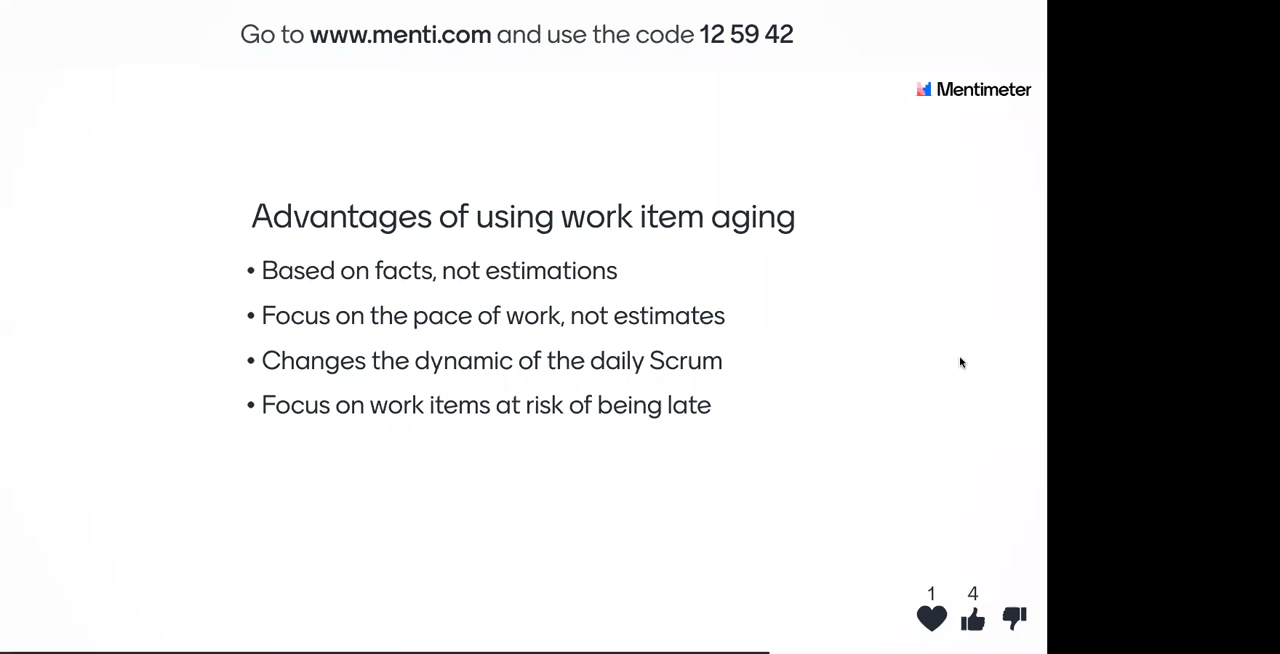 Go to www.menti.com and use the code 12 59 42
Mentimeter
Advantages of using work item aging
• Based on facts, not estimations
• Focus on the pace of work, not estimates
• Changes the dynamic of the daily Scrum
• Focus on work items at risk of being late
1 4